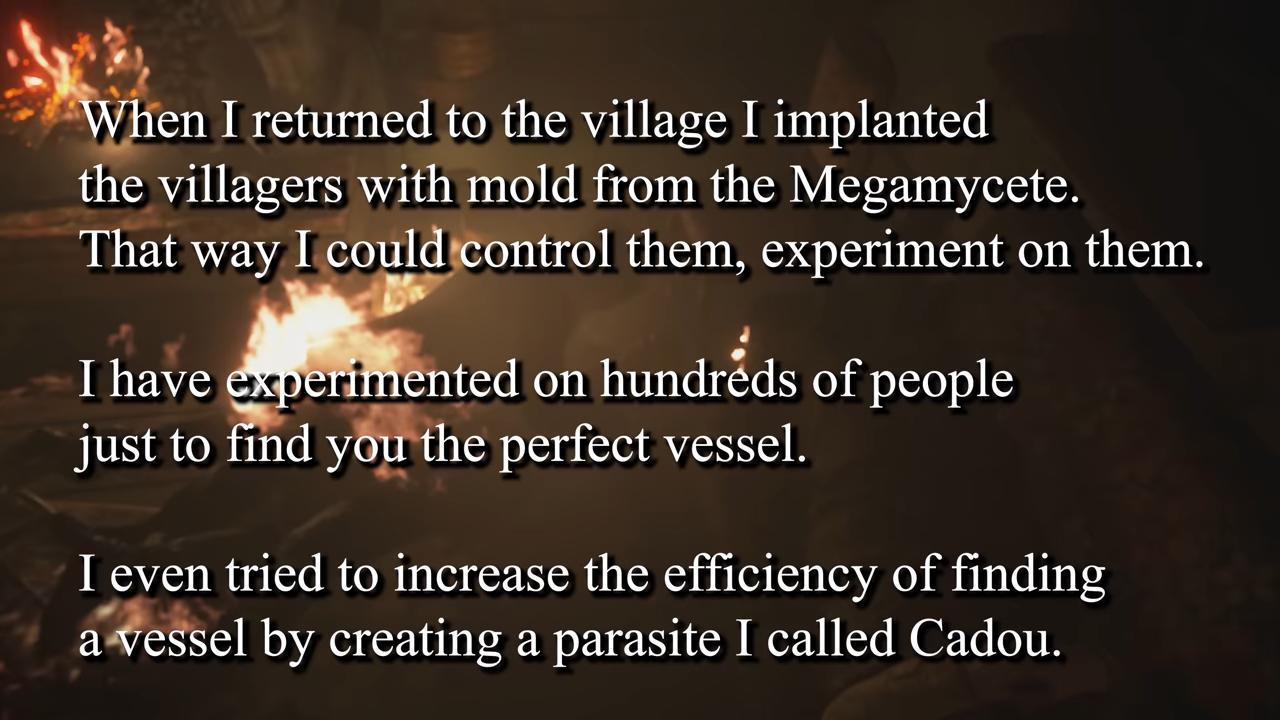 When I returned to the village I implanted
the villagers with mold from the Megamycete.
That way I could control them, experiment on them.
I have experimented on hundreds of people
just to find you the perfect vessel.
I even tried to increase the efficiency of finding
a vessel by creating a parasite I called Cadou.